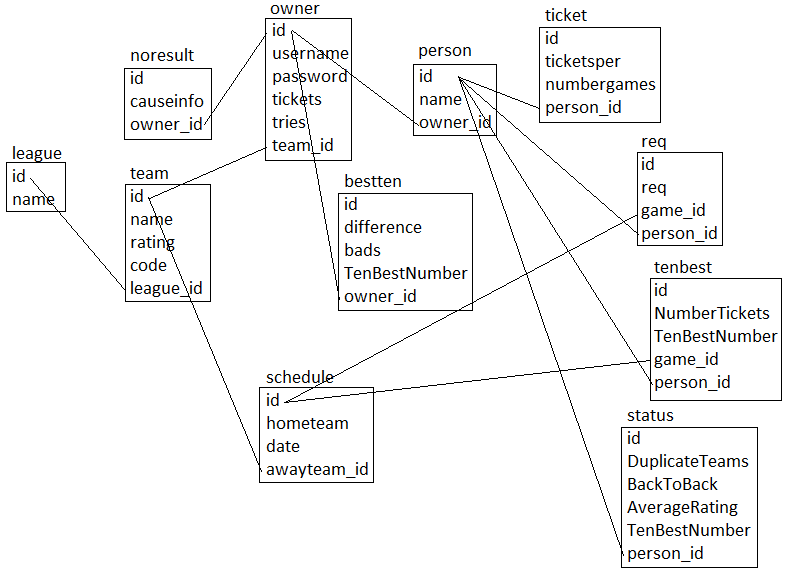 owner
id
username
password
tickets
tries
team_id
noresult
id
causeinfo
owner_id
person
id
name
owner_id
ticket
id
ticketsper
numbergames
person_id
league
id
name
team
id
name
rating
code
league_id
bestten
id
difference
bads
TenBestNumber
owner_id
req
id
req
game_id
person_id
tenbest
id
NumberTickets
TenBestNumber
game_id
person_id
schedule
id
hometeam
date
awayteam_id
status
id
DuplicateTeams
BackToBack
AverageRating
TenBestNumber
person_id